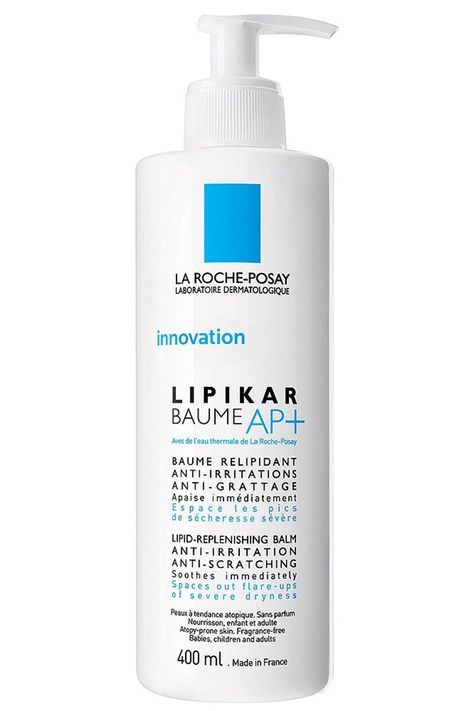 LA ROCHE-POSAY
LABORATOIRE DERMATOLOGIQUE
innovation
LIPIKAR
BAUME AP+
Avec de l'eau thermale de La Roche-Posay
BAUME RELIPIDANT
ANTI-IRRITATIONS
ANTI-GRATTAGE
Apaise immédiatement
Espace les pics
de sécheresse sévère
LIPID-REPLENISHING BALM
ANTI-IRRITATION
ANTI-SCRATCHING
Soothes immediately
Spaces out flare-ups
of severe dryness
Peaux à tendance atopique. Sans parfum
Nourrisson, enfant et adulte
Atopy-prone skin. Fragrance-free
Babies, children and adults
400 ml . Made in France